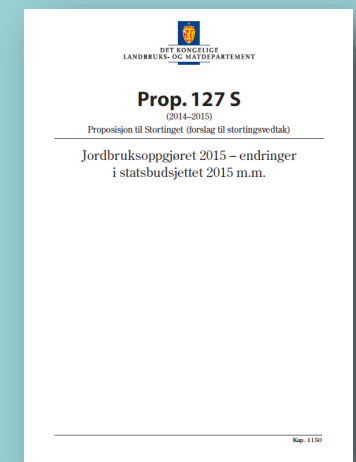 DET KONGELIGE
LANDBRUKS- OG MATDEPARTEMENT
Prop. 127 S
(2014–2015)
Proposisjon til Stortinget (forslag til stortingsvedtak)
Jordbruksoppgjøret 2015 – endringer
i statsbudsjettet 2015 m.m.
Kap. 1150